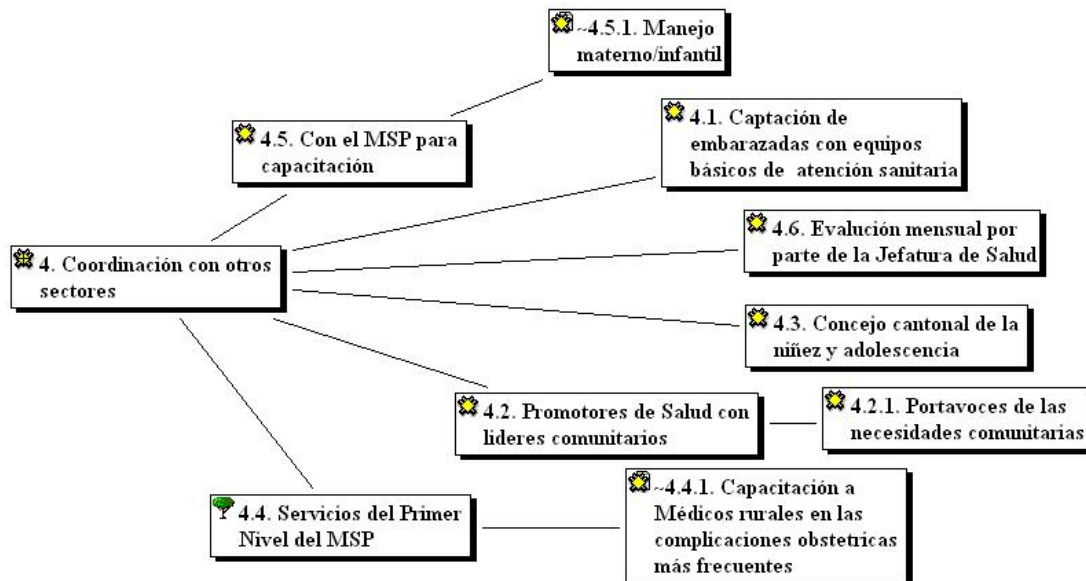 ~4.5.1. Manejo
materno/infantil
4.5. Con el MSP para
capacitación
4.1. Captación de
embarazadas con equipos
básicos de atención sanitaria
4.6. Evalución mensual por
parte de la Jefatura de Salud
4. Coordinación con otros
sectores
4.3. Concejo cantonal de la
niñez y adolescencia
4.2. Promotores de Salud con
lideres comunitarios
4.2.1. Portavoces de las
necesidades comunitarias
4.4. Servicios del Primer
Nivel del MSP
~4.4.1. Capacitación a
Médicos rurales en las
complicaciones obstetricas
más frecuentes